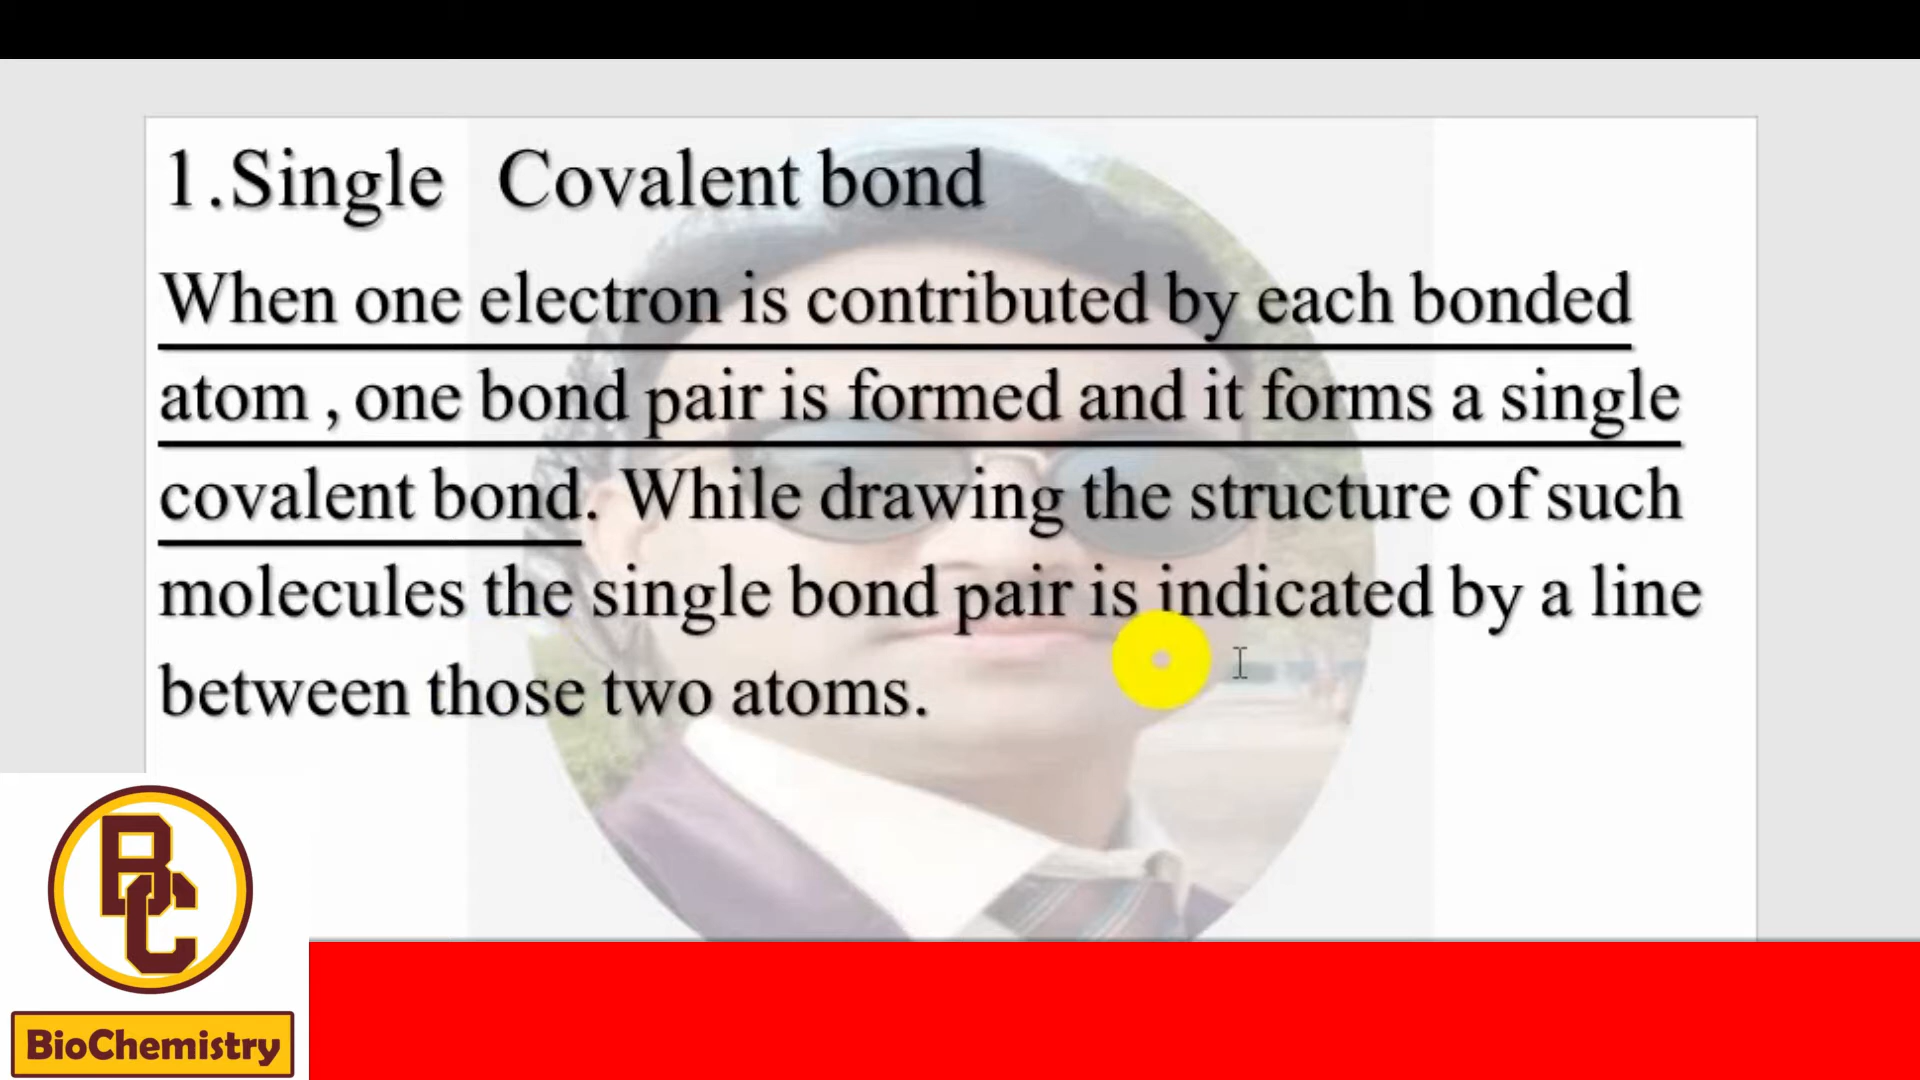 1.Single Covalent bond
When one electron is contributed by each bonded
atom , one bond pair is formed and it forms a single
covalent bond. While drawing the structure of such
molecules the single bond pair is indicated by a line
between those two atoms.
BC
BioChemistry